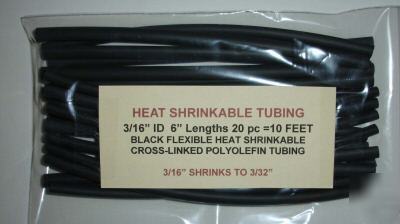 HEAT SHRINKABLE TUBING
3/16" ID 6" Lengths 20 pc =10 FEET
BLACK FLEXIBLE HEAT SHRINKABLE
CROSS-LINKED POLYOLEFIN TUBING
3/16" SHRINKS TO 3/32"